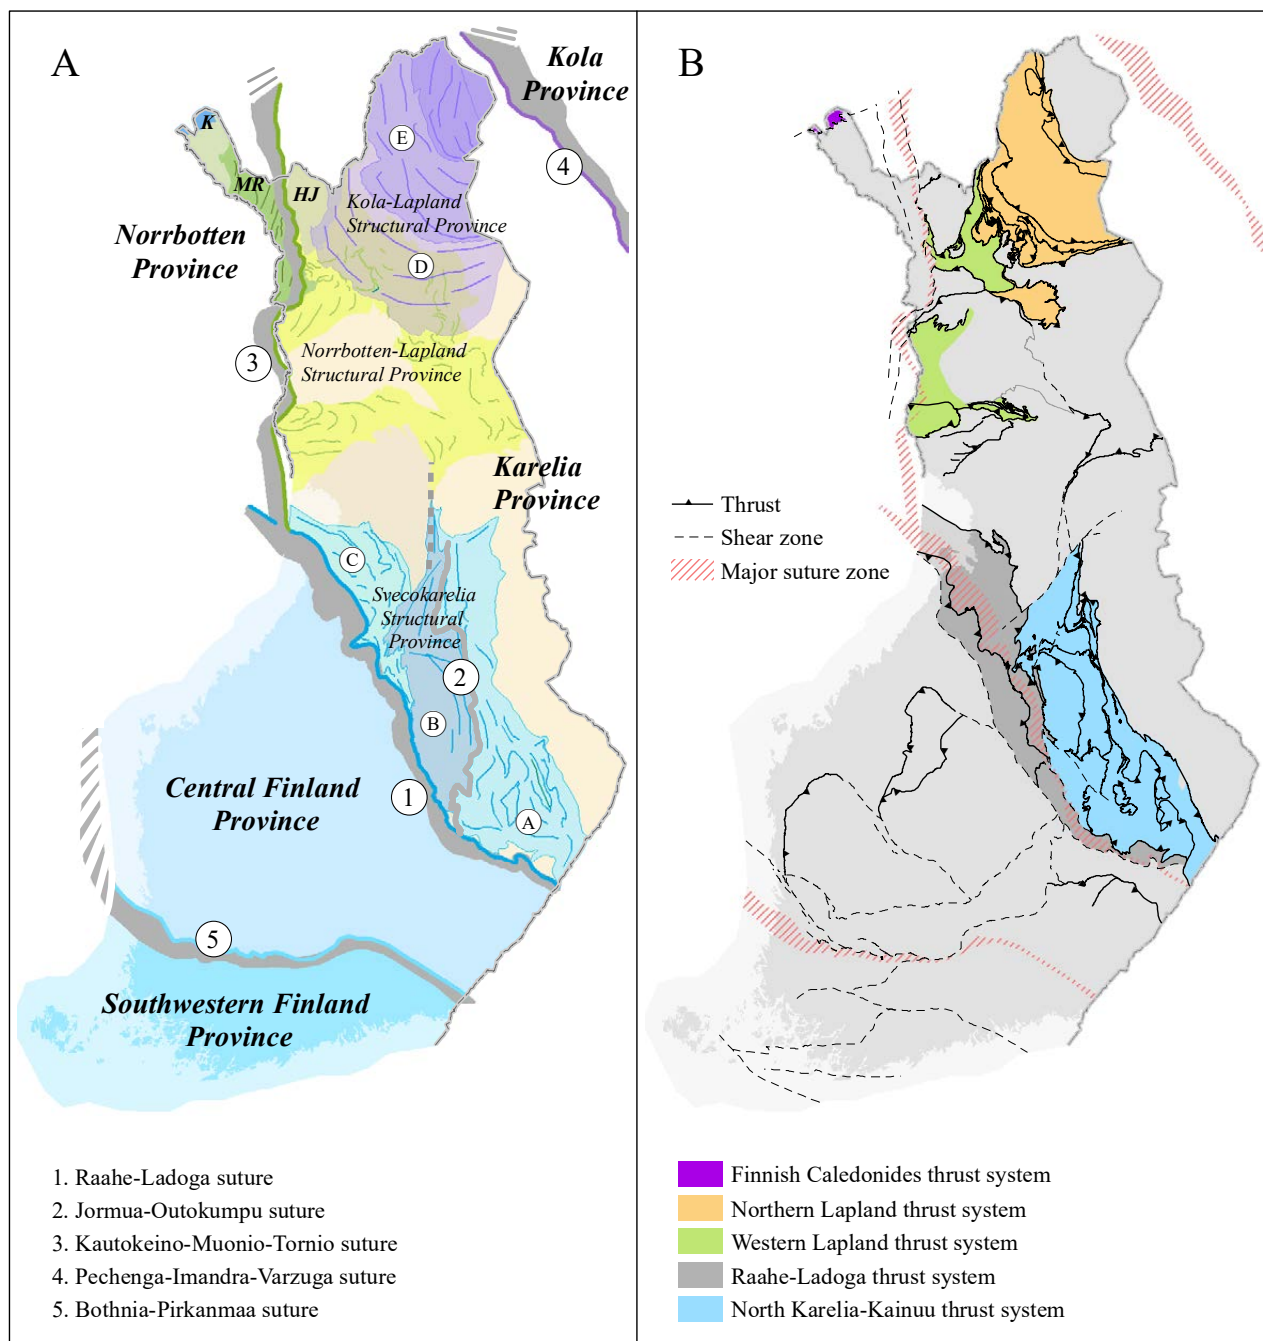 A
Kola
Province
K
4
E
MR
HJ
Kola-Lapland
Structural Province
Norrbotten
Province
D
3
Norrbotten-Lapland
Structural Province
Karelia
Province
C
Svecokarelia
Structural
Province
2
B
Central Finland
Province
1
A
5
Southwestern Finland
Province
1. Raahe-Ladoga suture
2. Jormua-Outokumpu suture
3. Kautokeino-Muonio-Tornio suture
4. Pechenga-Imandra-Varzuga suture
5. Bothnia-Pirkanmaa suture
B
Thrust
Shear zone
Major suture zone
Finnish Caledonides thrust system
Northern Lapland thrust system
Western Lapland thrust system
Raahe-Ladoga thrust system
North Karelia-Kainuu thrust system